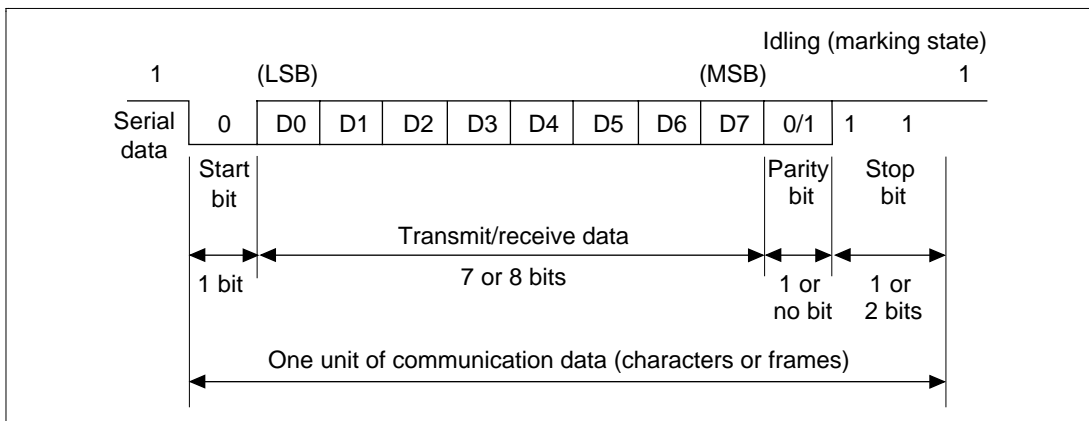 Idling (marking state)
1 (LSB) (MSB) 1
Serial data
0 D0 D1 D2 D3 D4 D5 D6 D7 0/1 1 1
Start bit
Parity bit
Stop bit
Transmit/receive data
1 bit
7 or 8 bits
1 or no bit
1 or 2 bits
One unit of communication data (characters or frames)